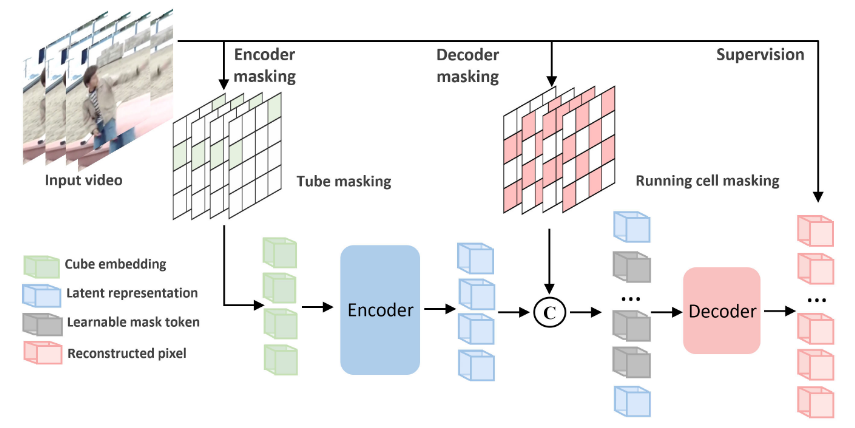 Encoder
masking
Decoder
masking
Supervision
Input video
Tube masking
Running cell masking
Cube embedding
Latent representation
Learnable mask token
Reconstructed pixel
Encoder
C
...
Decoder
...